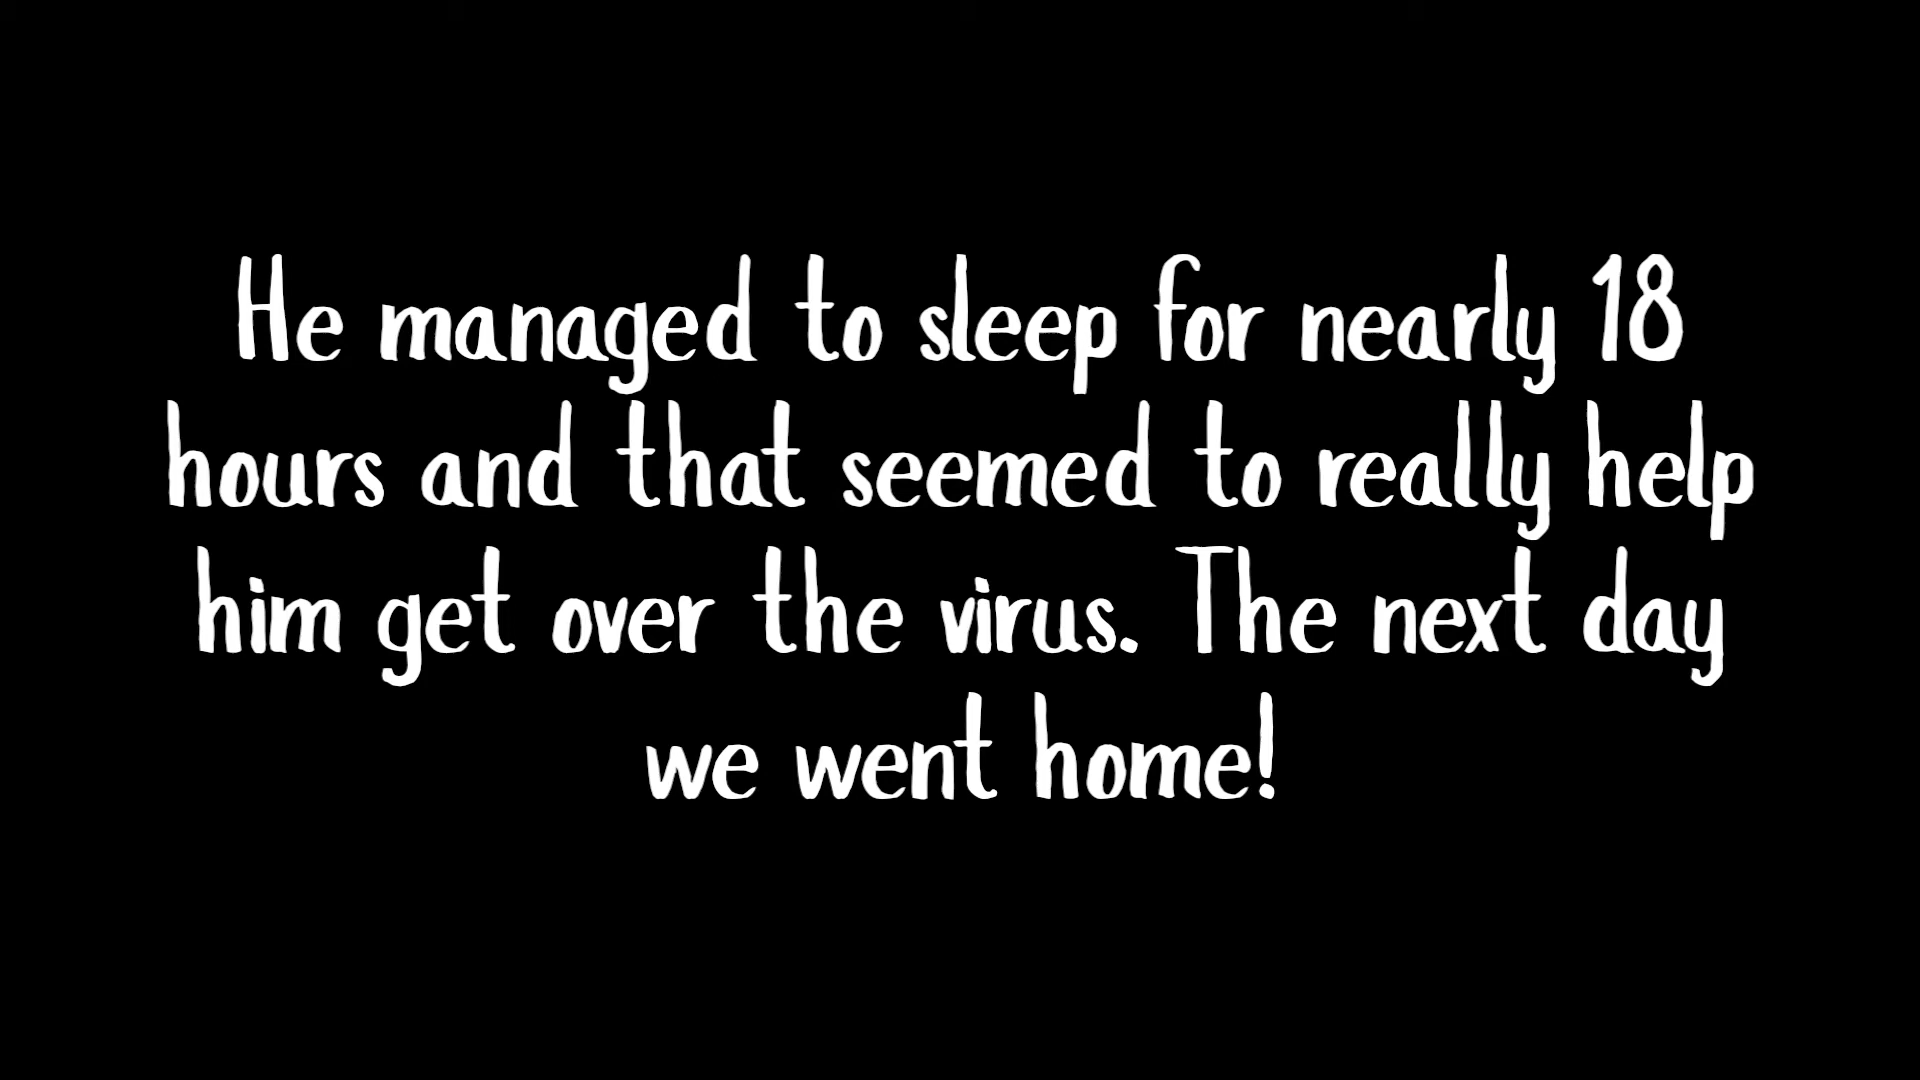 He managed to sleep for nearly 18
hours and that seemed to really help
him get over the virus. The next day
we went home!